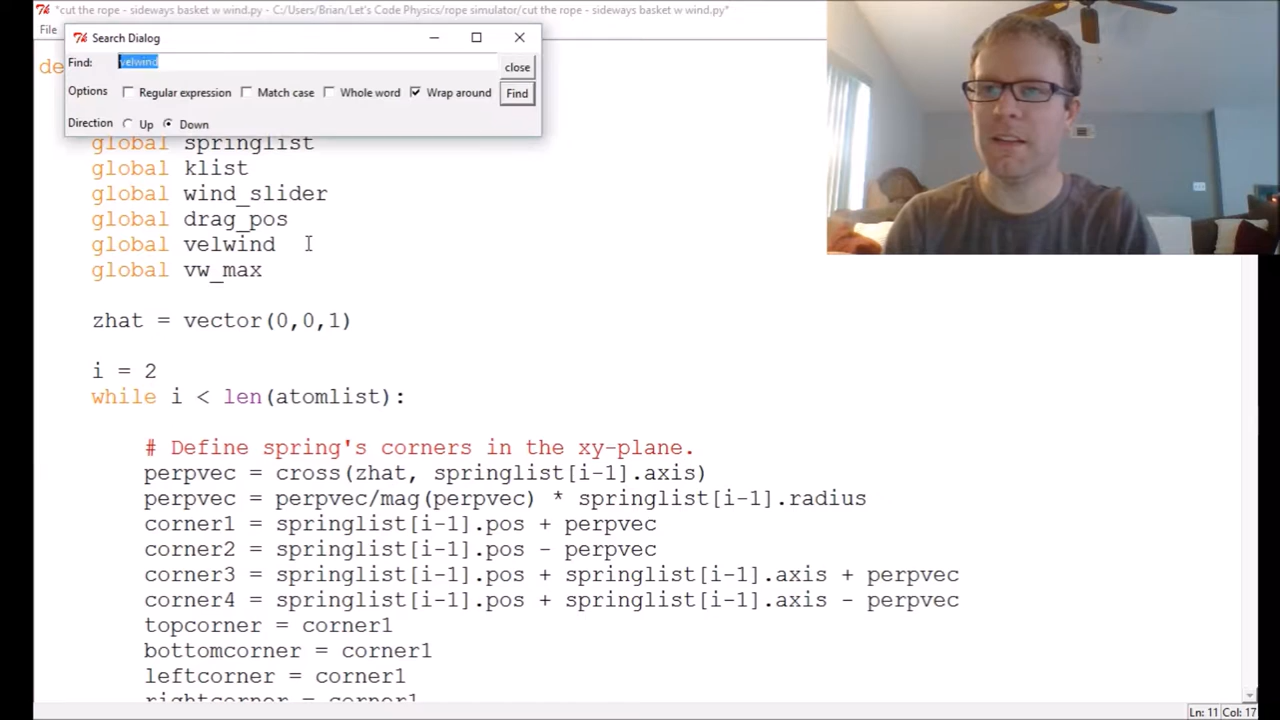 "cut the rope - sideways basket w wind.py - C:/Users/Brian/Let's Code Physics/rope simulator/cut the rope - sideways basket w wind.py"
File
Search Dialog
de
Find: velwind
close
Options Regular expression Match case Whole word Wrap around Find
Direction Up Down
global springlist
global klist
global wind_slider
global drag_pos
global velwind
global vw_max
zhat = vector(0,0,1)
i = 2
while i < len(atomlist):
# Define spring's corners in the xy-plane.
perpvec = cross(zhat, springlist[i-1].axis)
perpvec = perpvec/mag(perpvec) * springlist[i-1].radius
corner1 = springlist[i-1].pos + perpvec
corner2 = springlist[i-1].pos - perpvec
corner3 = springlist[i-1].pos + springlist[i-1].axis + perpvec
corner4 = springlist[i-1].pos + springlist[i-1].axis - perpvec
topcorner = corner1
bottomcorner = corner1
leftcorner = corner1
rightcorner = corner1
Ln: 11 Col: 17